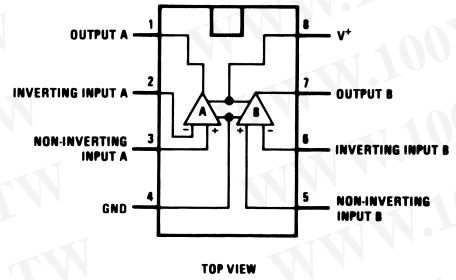 1
OUTPUT A
8
V+
2
INVERTING INPUT A
7
OUTPUT B
A
B
- +
+ -
3
NON-INVERTING
INPUT A
6
INVERTING INPUT B
4
GND
5
NON-INVERTING
INPUT B
TOP VIEW